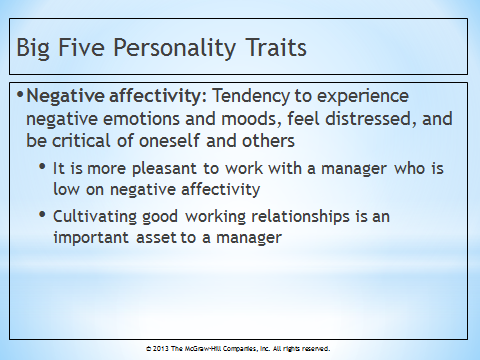 Big Five Personality Traits
•Negative affectivity: Tendency to experience
negative emotions and moods, feel distressed, and
be critical of oneself and others
• It is more pleasant to work with a manager who is
low on negative affectivity
• Cultivating good working relationships is an
important asset to a manager
© 2013 The McGraw-Hill Companies, Inc. All rights reserved.